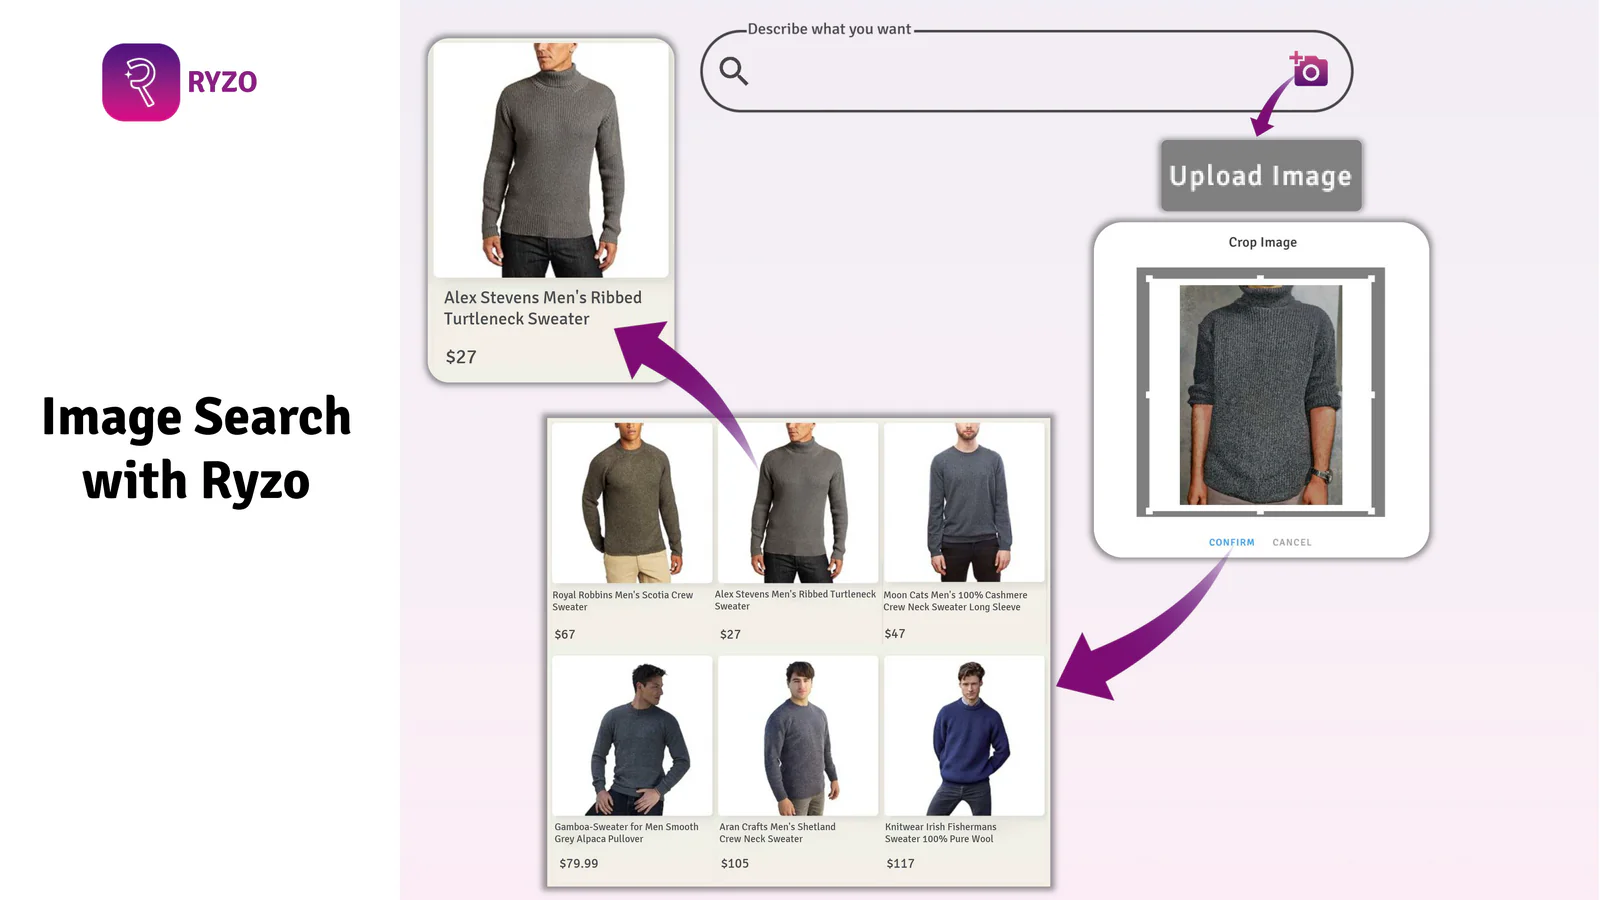 RYZO
Image Search
with Ryzo
Describe what you want
Upload Image
Crop Image
CONFIRM CANCEL
Alex Stevens Men's Ribbed
Turtleneck Sweater
$27
Royal Robbins Men's Scotia Crew
Sweater
$67
Alex Stevens Men's Ribbed Turtleneck
Sweater
$27
Moon Cats Men's 100% Cashmere
Crew Neck Sweater Long Sleeve
$47
Gamboa-Sweater for Men Smooth
Grey Alpaca Pullover
$79.99
Aran Crafts Men's Shetland
Crew Neck Sweater
$105
Knitwear Irish Fishermans
Sweater 100% Pure Wool
$117